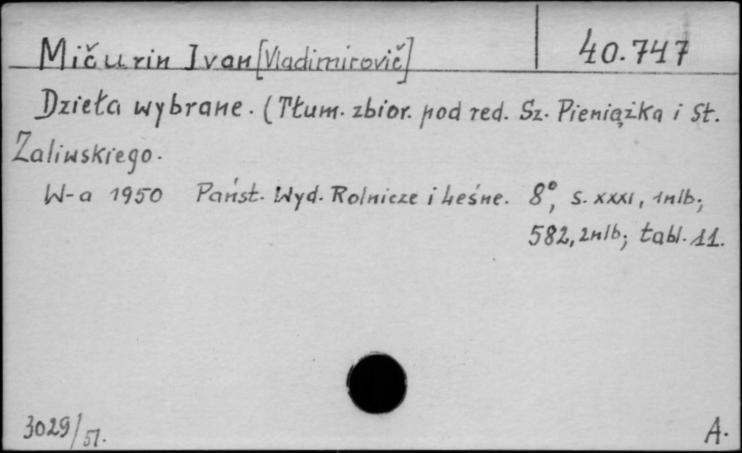 Mičurin Ivan [Vladimirovič]
40.747
Dzieła wybrane. (Tłum. zbior. pod red. Sz. Pieniążka i St.
Zaliwskiego.
W-a 1950 Państ. Wyd. Rolnicze i Leśne. 8°, s. XXXI, 1nlb.;
582, 2nlb; tabl. 11.
3029/51.
A.